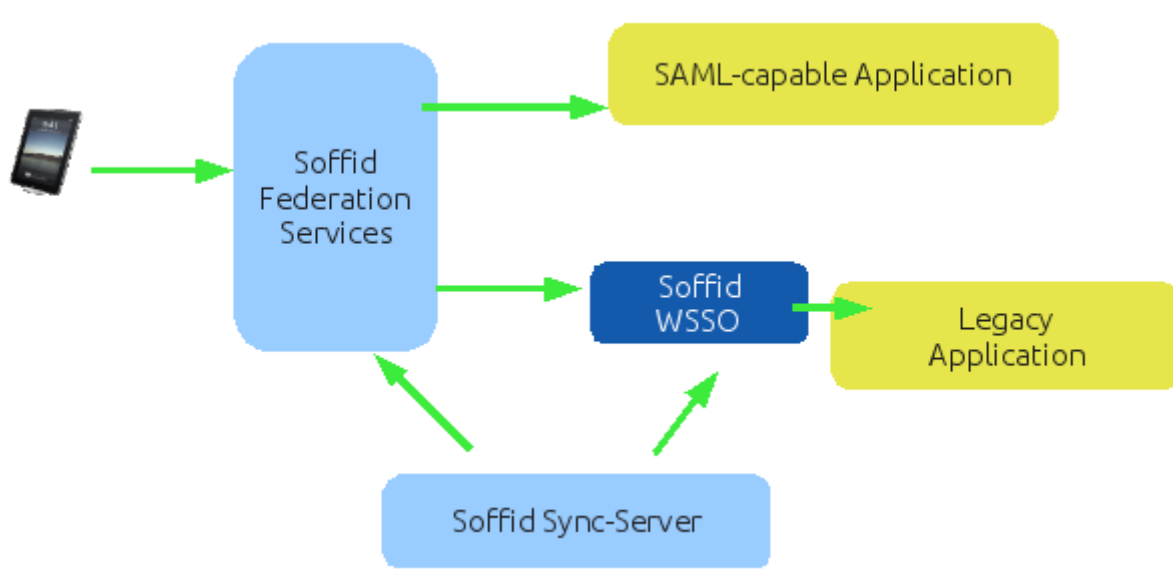 SAML-capable Application
Soffid
Federation
Services
Soffid
WSSO
Legacy
Application
Soffid Sync-Server